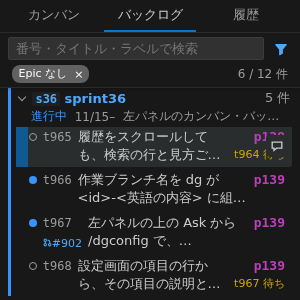 カンバン バックログ 履歴
番号・タイトル・ラベルで検索
Epic なし × 6 / 12 件
s36 sprint36 5 件
進行中 11/15– 左パネルのカンバン・バッ…
t965 履歴をスクロールして
も、検索の行と見方ご… t964
t966 作業ブランチ名を dg が p139
<id>-<英語の内容> に組…
t967 左パネルの上の Ask から p139
#902 /dgconfig で、…
t968 設定画面の項目の行か p139
ら、その項目の説明と… t967 待ち